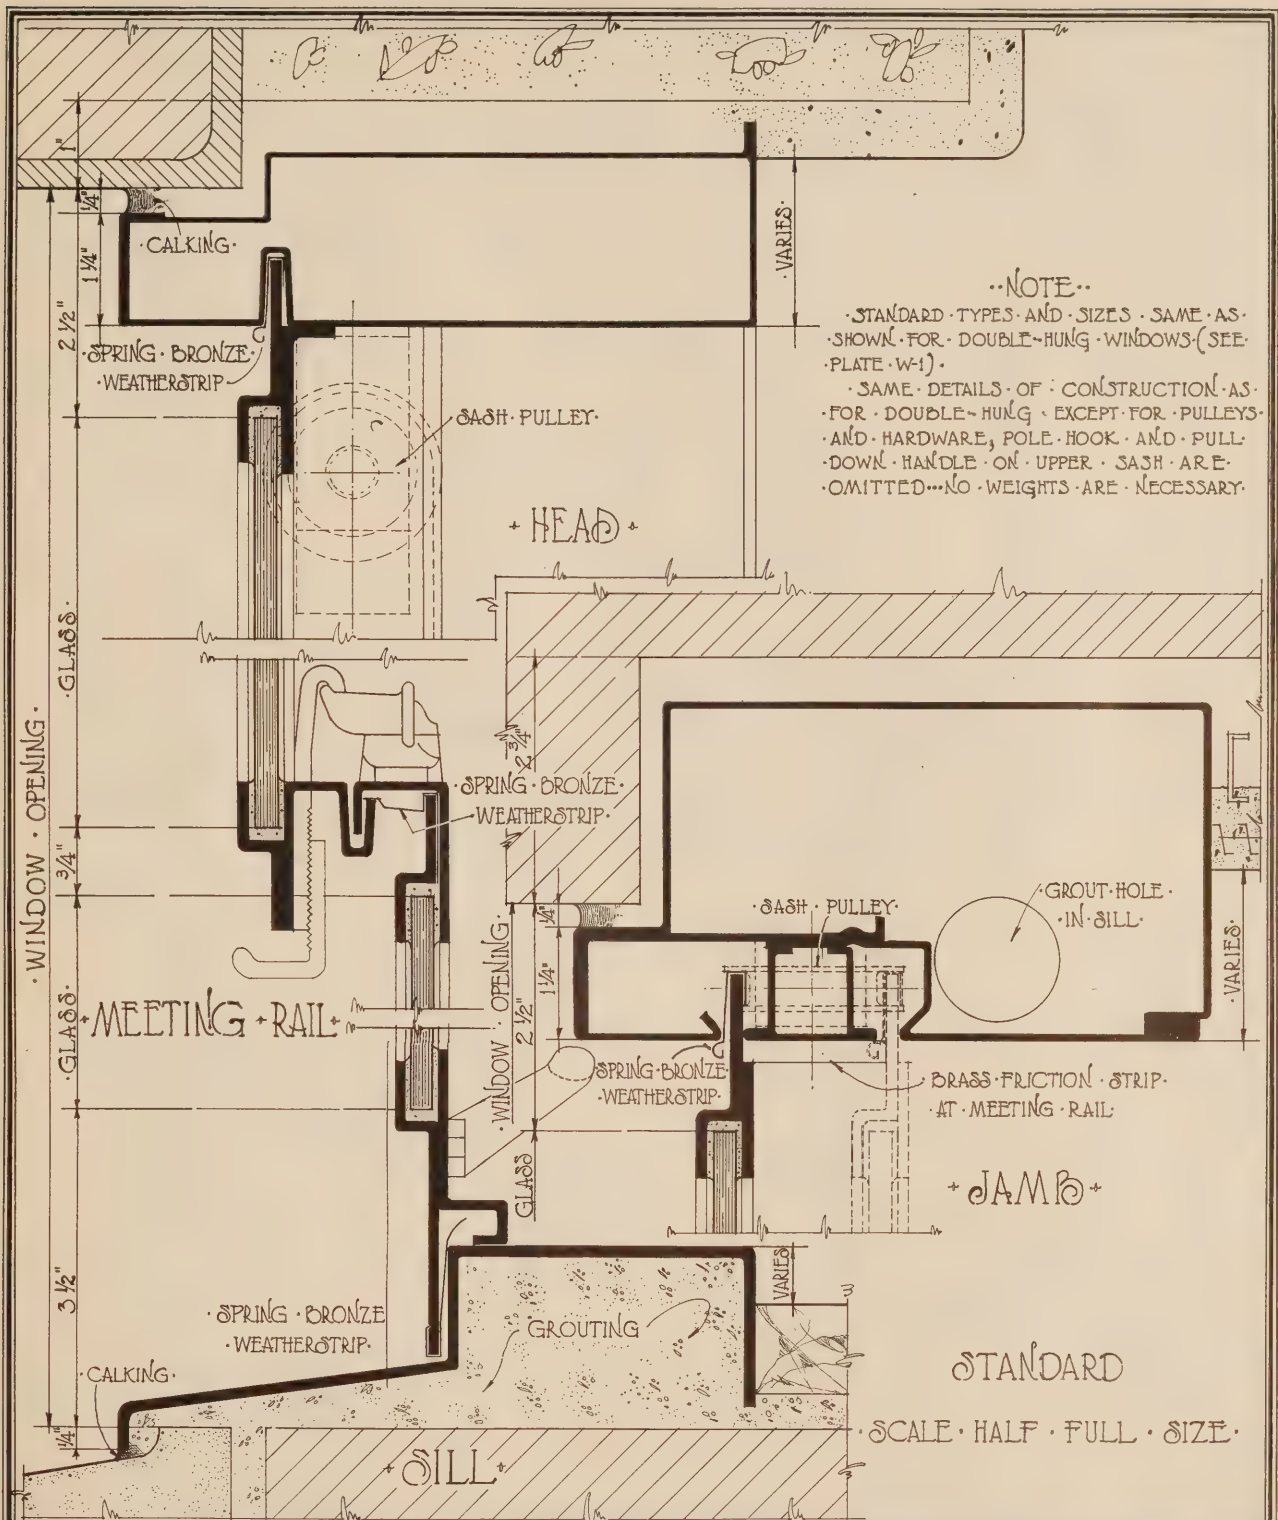 1"
1/4"
·CALKING·
1 1/4"
·VARIES·
2 1/2"
·SPRING·BRONZE·
·WEATHERSTRIP·
··NOTE··
·STANDARD·TYPES·AND·SIZES·SAME·AS·
·SHOWN·FOR·DOUBLE-HUNG·WINDOWS·(SEE·
·PLATE·W-1)·
·SAME·DETAILS·OF·CONSTRUCTION·AS·
·FOR·DOUBLE-HUNG·EXCEPT·FOR·PULLEYS·
·AND·HARDWARE, POLE·HOOK·AND·PULL·
·DOWN·HANDLE·ON·UPPER·SASH·ARE·
·OMITTED···NO·WEIGHTS·ARE·NECESSARY·
·SASH·PULLEY·
·HEAD·
·GLASS·
·WINDOW·OPENING·
2 3/4"
·SPRING·BRONZE·
·WEATHERSTRIP·
3/4"
·GLASS·
·MEETING·RAIL·
1/4"
1 1/4"
2 1/2"
·WINDOW·OPENING·
·SASH·PULLEY·
·GROUT·HOLE·
·IN·SILL·
·VARIES·
·SPRING·BRONZE·
·WEATHERSTRIP·
·BRASS·FRICTION·STRIP·
·AT·MEETING·RAIL·
GLASS
·JAMB·
3 1/2"
VARIES
·SPRING·BRONZE
·WEATHERSTRIP·
·GROUTING
·CALKING·
1/4"
·SILL·
STANDARD
·SCALE·HALF·FULL·SIZE·